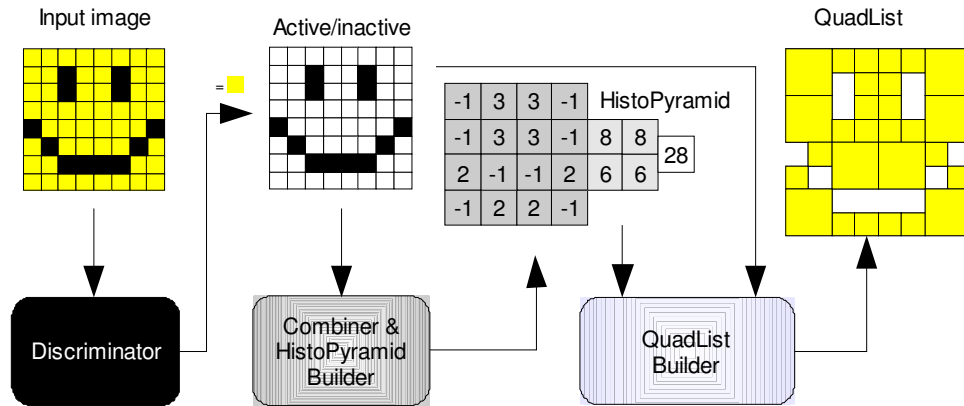 Input image
Active/inactive
QuadList
=
HistoPyramid
-1 3 3 -1
-1 3 3 -1 8 8
28
2 -1 -1 2 6 6
-1 2 2 -1
Discriminator
Combiner &
HistoPyramid
Builder
QuadList
Builder